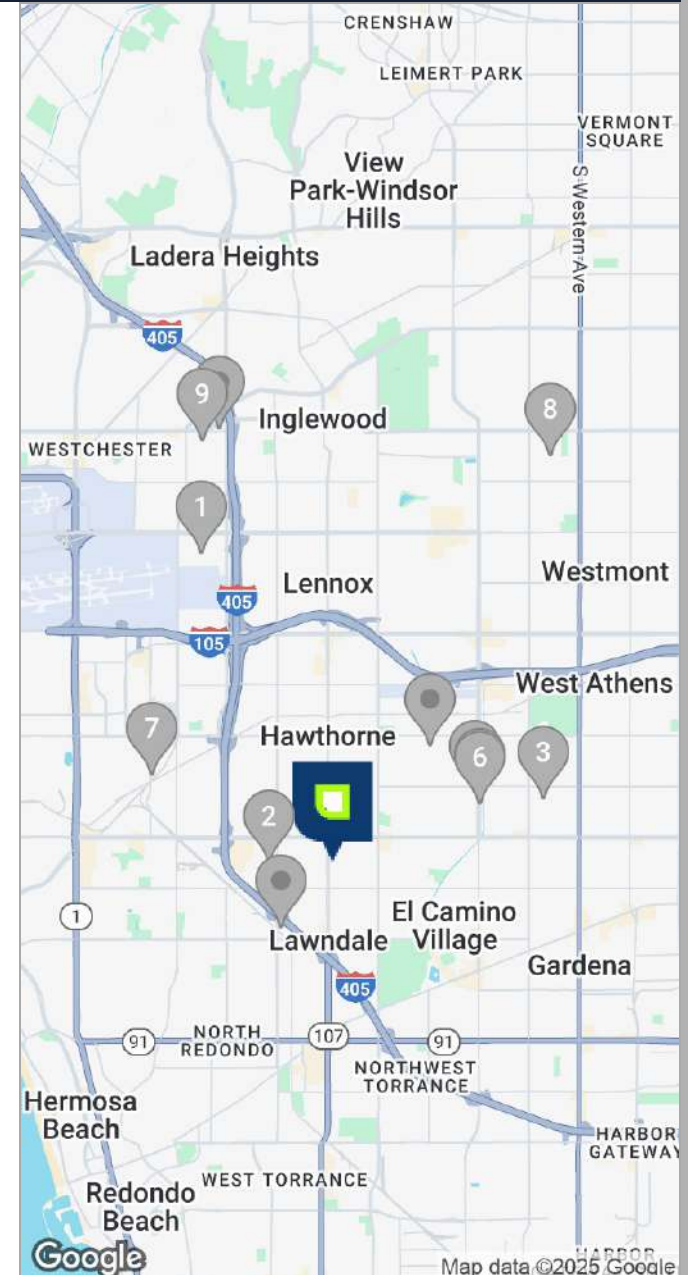 CRENSHAW
LEIMERT PARK
VERMONT
SQUARE
View
Park-Windsor
Hills
S Western Ave
Ladera Heights
405
9
8
Inglewood
WESTCHESTER
1
Westmont
Lennox
405
105
West Athens
7
Hawthorne
6
3
2
1
El Camino
Village
Lawndale
Gardena
405
91
NORTH
REDONDO
107
91
NORTHWEST
TORRANCE
Hermosa
Beach
HARBOR
GATEWAY
WEST TORRANCE
Redondo
Beach
HARBOR
Google
Map data ©2025 Google